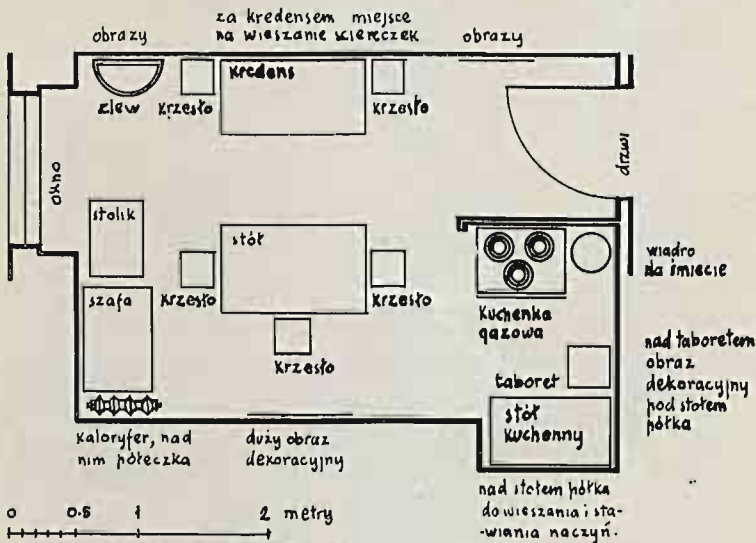 za kredensem miejsce
na wieszanie ściereczek
obrazy
obrazy
kredens
zlew
krzesło
krzesło
okno
drzwi
stolik
stół
szafa
krzesło
krzesło
krzesło
Kuchenka
gazowa
wiadro
na śmiecie
taboret
stół
kuchenny
nad taboretem
obraz
dekoracyjny
pod stołem
półka
kaloryfer, nad
nim półeczka
duży obraz
dekoracyjny
nad stołem półka
do wieszania i sta-
-wiania naczyń.
0 0.5 1 2 metry